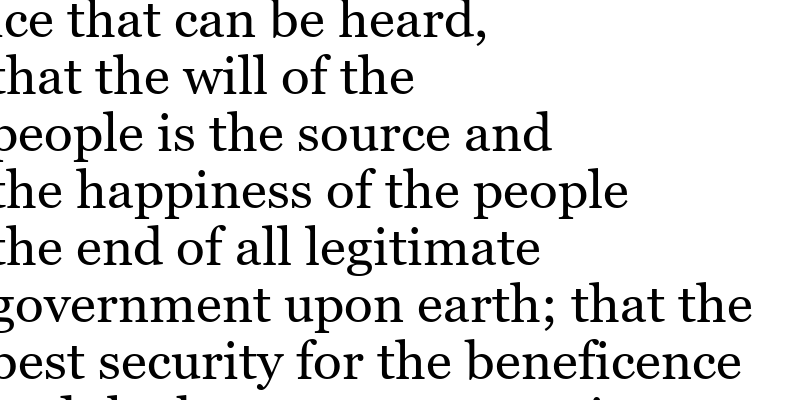 that can be heard,
that the will of the
people is the source and
the happiness of the people
the end of all legitimate
government upon earth; that the
best security for the beneficence